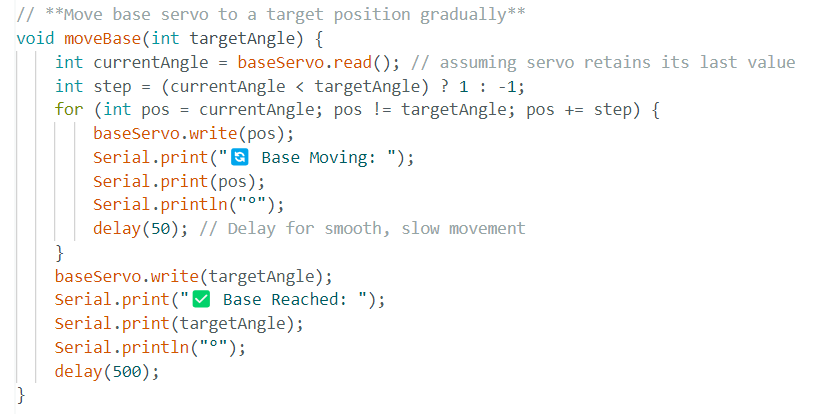 // **Move base servo to a target position gradually**
void moveBase(int targetAngle) {
    int currentAngle = baseServo.read(); // assuming servo retains its last value
    int step = (currentAngle < targetAngle) ? 1 : -1;
    for (int pos = currentAngle; pos != targetAngle; pos += step) {
        baseServo.write(pos);
        Serial.print("🔄 Base Moving: ");
        Serial.print(pos);
        Serial.println("°");
        delay(50); // Delay for smooth, slow movement
    }
    baseServo.write(targetAngle);
    Serial.print("✅ Base Reached: ");
    Serial.print(targetAngle);
    Serial.println("°");
    delay(500);
}